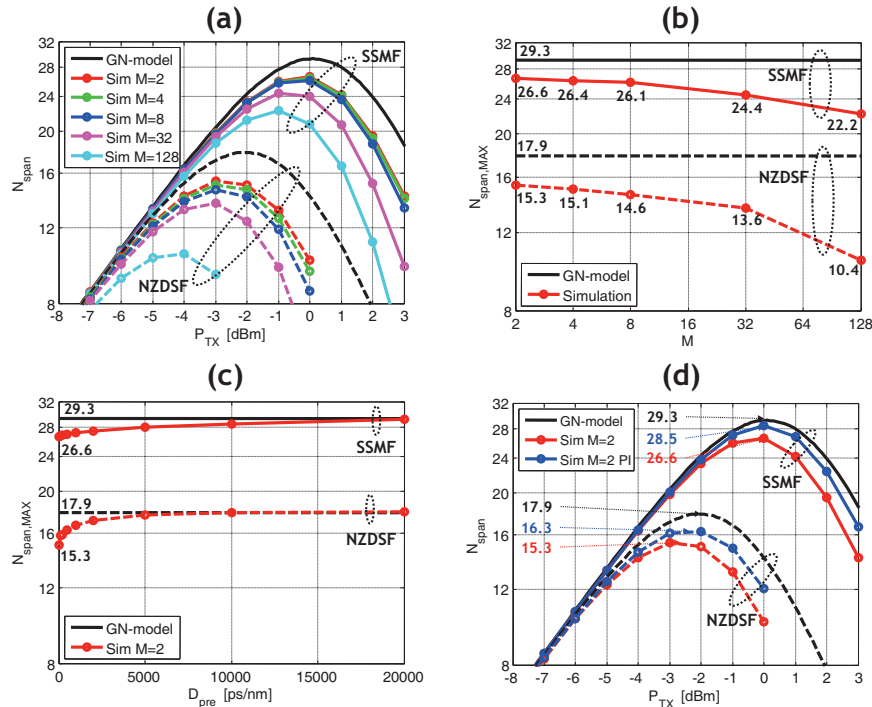 (a)
32
28
24
20
16
12
8
N_span
GN-model
Sim M=2
Sim M=4
Sim M=8
Sim M=32
Sim M=128
SSMF
NZDSF
-8 -7 -6 -5 -4 -3 -2 -1 0 1 2 3
P_TX [dBm]
(b)
32
28
24
20
16
12
8
N_span,MAX
29.3
SSMF
26.6 26.4 26.1 24.4 22.2
17.9
NZDSF
15.3 15.1 14.6 13.6 10.4
GN-model
Simulation
2 4 8 16 32 64 128
M
(c)
32
28
24
20
16
12
8
N_span,MAX
29.3
26.6
SSMF
17.9
15.3
NZDSF
GN-model
Sim M=2
0 5000 10000 15000 20000
D_pre [ps/nm]
(d)
32
28
24
20
16
12
8
N_span
GN-model
Sim M=2
Sim M=2 PI
29.3
28.5
26.6
SSMF
17.9
16.3
15.3
NZDSF
-8 -7 -6 -5 -4 -3 -2 -1 0 1 2 3
P_TX [dBm]